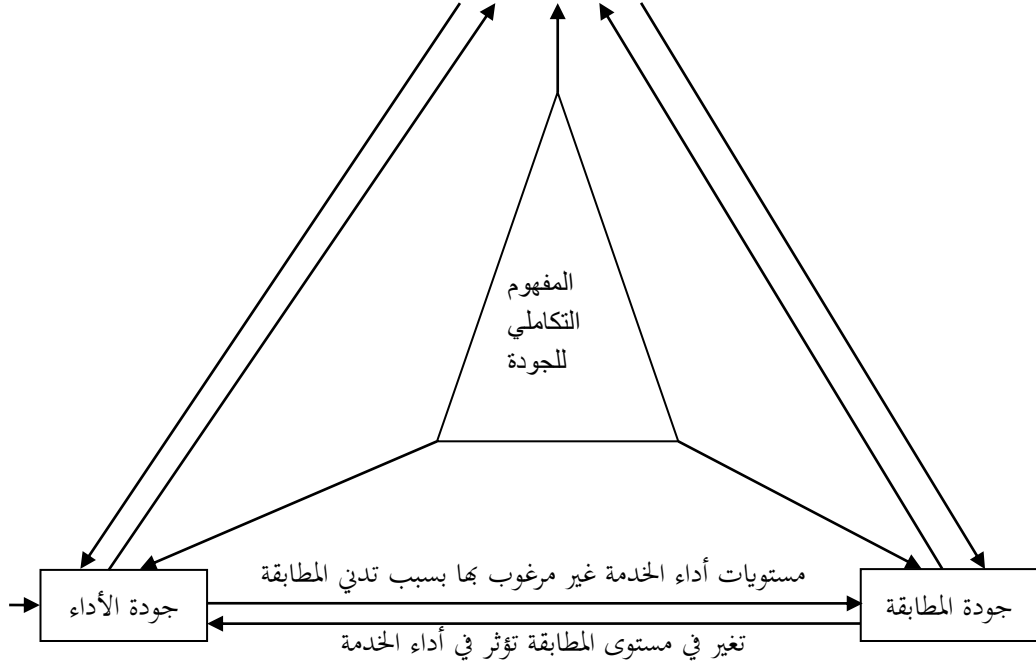 المفهوم
التكاملي
للجودة
مستويات أداء الخدمة غير مرغوب بها بسبب تدني المطابقة
جودة المطابقة
جودة الأداء
تغير في مستوى المطابقة تؤثر في أداء الخدمة